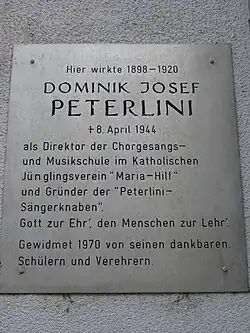 Hier wirkte 1898–1920
DOMINIK JOSEF
PETERLINI
+ 8. April 1944
als Direktor der Chorgesangs-
und Musikschule im Katholischen
Jünglingsverein "Maria-Hilf"
und Gründer der "Peterlini-
Sängerknaben".
Gott zur Ehr', den Menschen zur Lehr'.
Gewidmet 1970 von seinen dankbaren
Schülern und Verehrern.